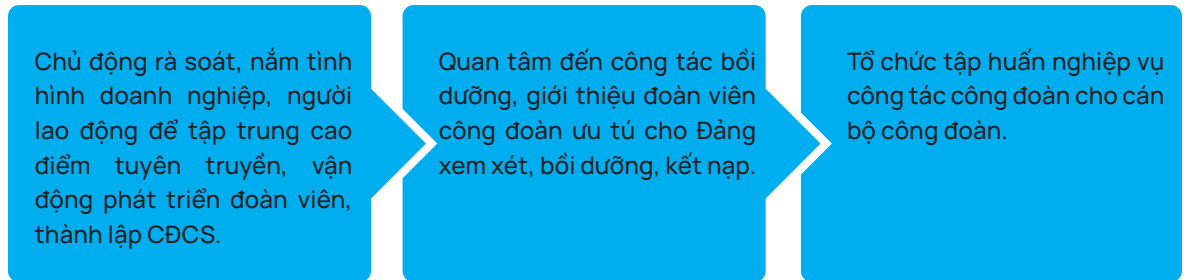 Chủ động rà soát, nắm tình
hình doanh nghiệp, người
lao động để tập trung cao
điểm tuyên truyền, vận
động phát triển đoàn viên,
thành lập CĐCS.
Quan tâm đến công tác bồi
dưỡng, giới thiệu đoàn viên
công đoàn ưu tú cho Đảng
xem xét, bồi dưỡng, kết nạp.
Tổ chức tập huấn nghiệp vụ
công tác công đoàn cho cán
bộ công đoàn.